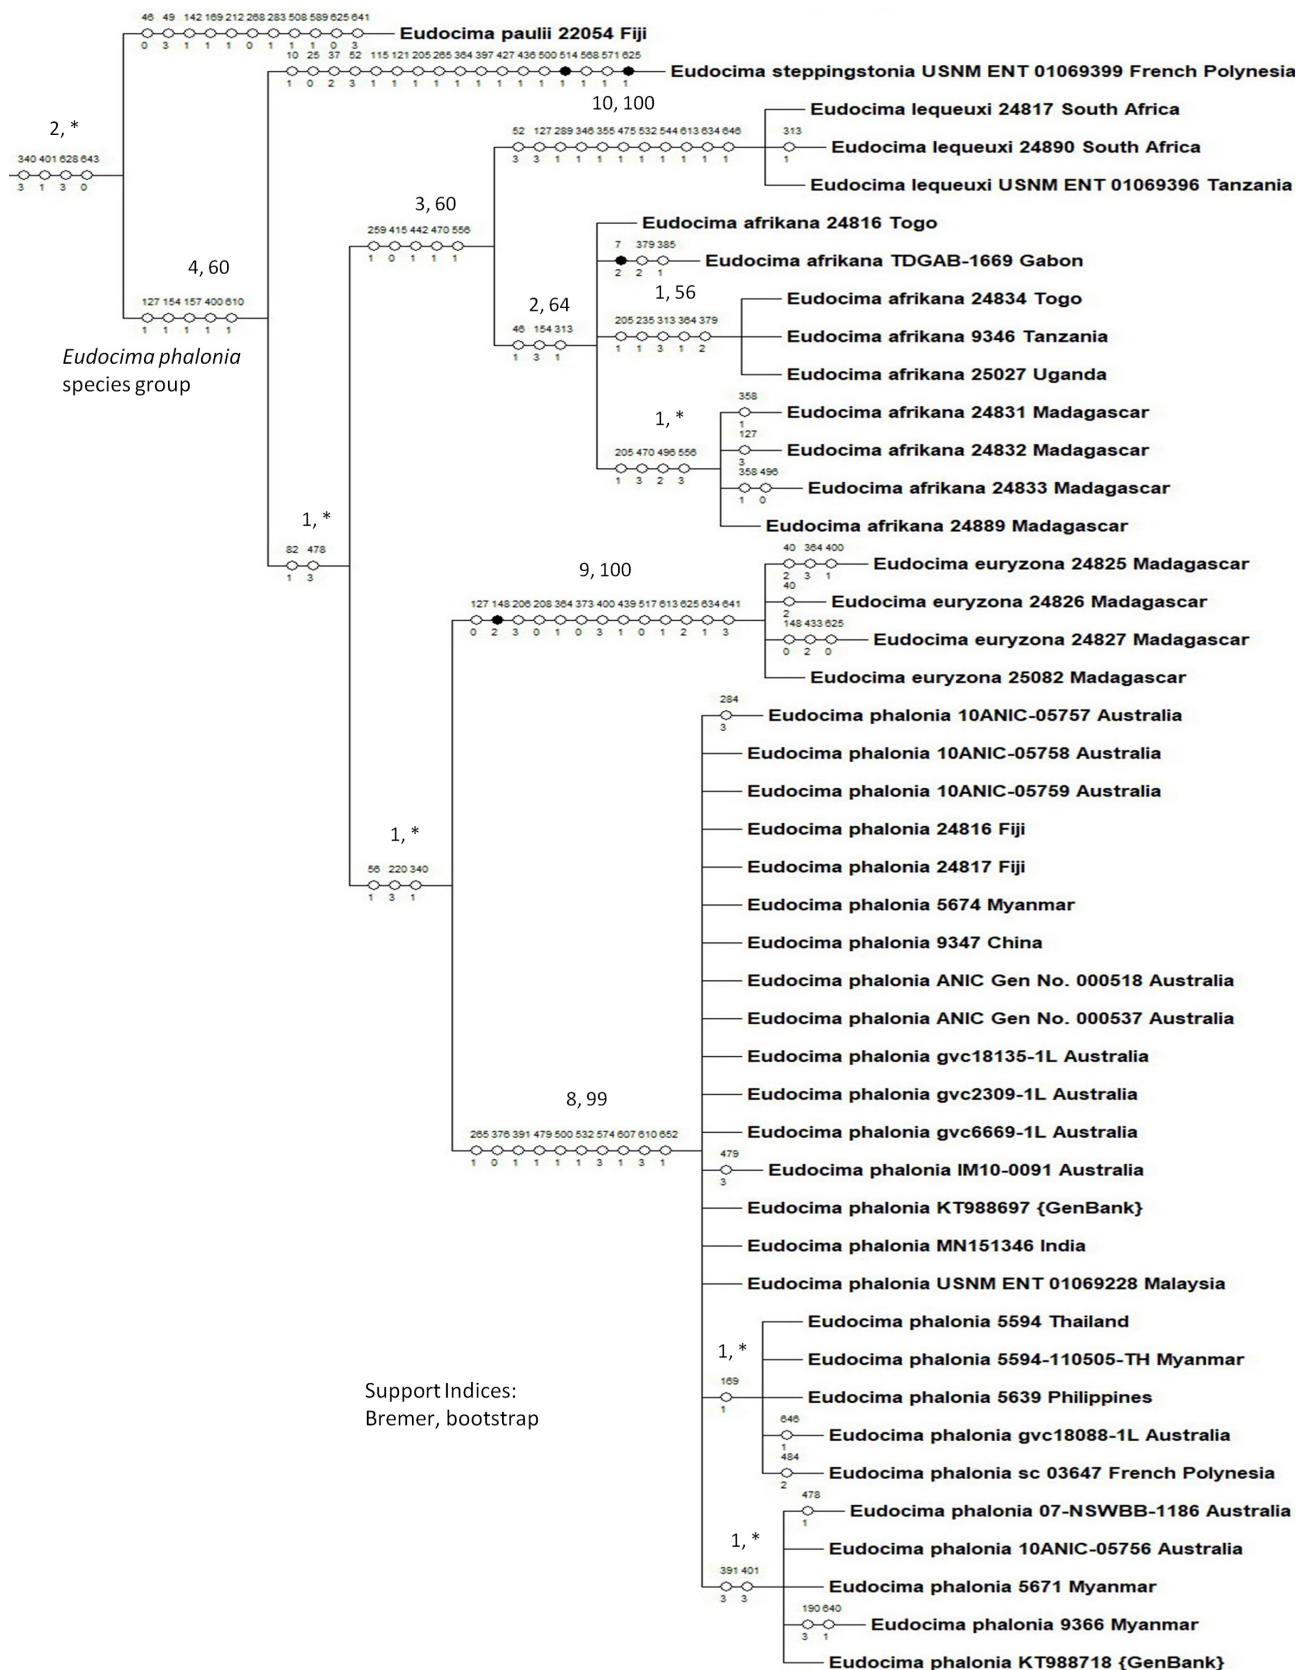 46 49 142 169 212 268 283 508 589 625 641
Eudocima paulii 22054 Fiji
0 3 1 1 1 0 1 1 1 0 3
10 25 37 52 115 121 205 265 364 397 427 436 500 514 568 571 625
Eudocima steppingstonia USNM ENT 01069399 French Polynesia
1 0 2 3 1 1 1 1 1 1 1 1 1 1 1 1 1
10, 100
Eudocima lequeuxi 24817 South Africa
2, *
52 127 289 346 355 475 532 544 613 634 646
313
Eudocima lequeuxi 24890 South Africa
3 3 1 1 1 1 1 1 1 1 1
1
340 401 628 643
3 1 3 0
Eudocima lequeuxi USNM ENT 01069396 Tanzania
3, 60
Eudocima afrikana 24816 Togo
259 415 442 470 556
1 0 1 1 1
7 379 385
Eudocima afrikana TDGAB-1669 Gabon
2 2 1
4, 60
1, 56
127 154 157 400 610
1 1 1 1 1
2, 64
Eudocima afrikana 24834 Togo
46 154 313
1 3 1
205 235 313 364 379
Eudocima afrikana 9346 Tanzania
1 1 3 1 2
Eudocima phalonia
species group
Eudocima afrikana 25027 Uganda
1, *
358
Eudocima afrikana 24831 Madagascar
1
127
Eudocima afrikana 24832 Madagascar
3
205 470 496 556
1 3 2 3
358 496
Eudocima afrikana 24833 Madagascar
1 0
Eudocima afrikana 24889 Madagascar
1, *
82 478
1 3
40 364 400
Eudocima euryzona 24825 Madagascar
2 3 1
9, 100
40
Eudocima euryzona 24826 Madagascar
2
127 148 206 208 364 373 400 439 517 613 625 634 641
0 2 3 0 1 0 3 1 0 1 2 1 3
148 433 625
Eudocima euryzona 24827 Madagascar
0 2 0
Eudocima euryzona 25082 Madagascar
284
Eudocima phalonia 10ANIC-05757 Australia
3
Eudocima phalonia 10ANIC-05758 Australia
Eudocima phalonia 10ANIC-05759 Australia
Eudocima phalonia 24816 Fiji
1, *
Eudocima phalonia 24817 Fiji
56 220 340
1 3 1
Eudocima phalonia 5674 Myanmar
Eudocima phalonia 9347 China
Eudocima phalonia ANIC Gen No. 000518 Australia
Eudocima phalonia ANIC Gen No. 000537 Australia
Eudocima phalonia gvc18135-1L Australia
Eudocima phalonia gvc2309-1L Australia
8, 99
Eudocima phalonia gvc6669-1L Australia
265 376 391 479 500 532 574 607 610 652
1 0 1 1 1 1 3 1 3 1
479
Eudocima phalonia IM10-0091 Australia
3
Eudocima phalonia KT988697 {GenBank}
Eudocima phalonia MN151346 India
Eudocima phalonia USNM ENT 01069228 Malaysia
Eudocima phalonia 5594 Thailand
1, *
Eudocima phalonia 5594-110505-TH Myanmar
169
1
Eudocima phalonia 5639 Philippines
Support Indices:
Bremer, bootstrap
646
Eudocima phalonia gvc18088-1L Australia
1
484
Eudocima phalonia sc 03647 French Polynesia
2
478
Eudocima phalonia 07-NSWBB-1186 Australia
1
1, *
Eudocima phalonia 10ANIC-05756 Australia
391 401
3 3
Eudocima phalonia 5671 Myanmar
190 640
Eudocima phalonia 9366 Myanmar
3 1
Eudocima phalonia KT988718 {GenBank}